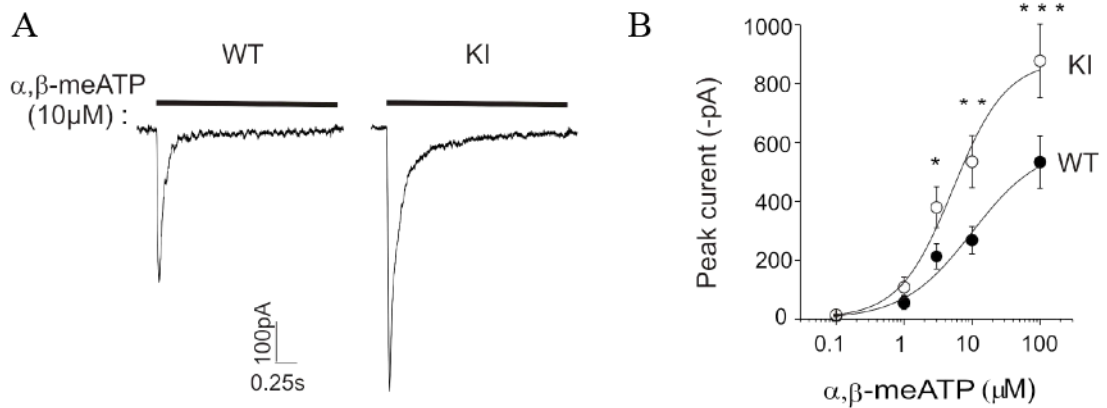 A
WT
KI
α,β-meATP
(10µM) :
100pA
0.25s
B
* * *
1000
KI
800
* *
600
*
WT
400
200
0
Peak curent (-pA)
0.1
1
10
100
α,β-meATP (µM)